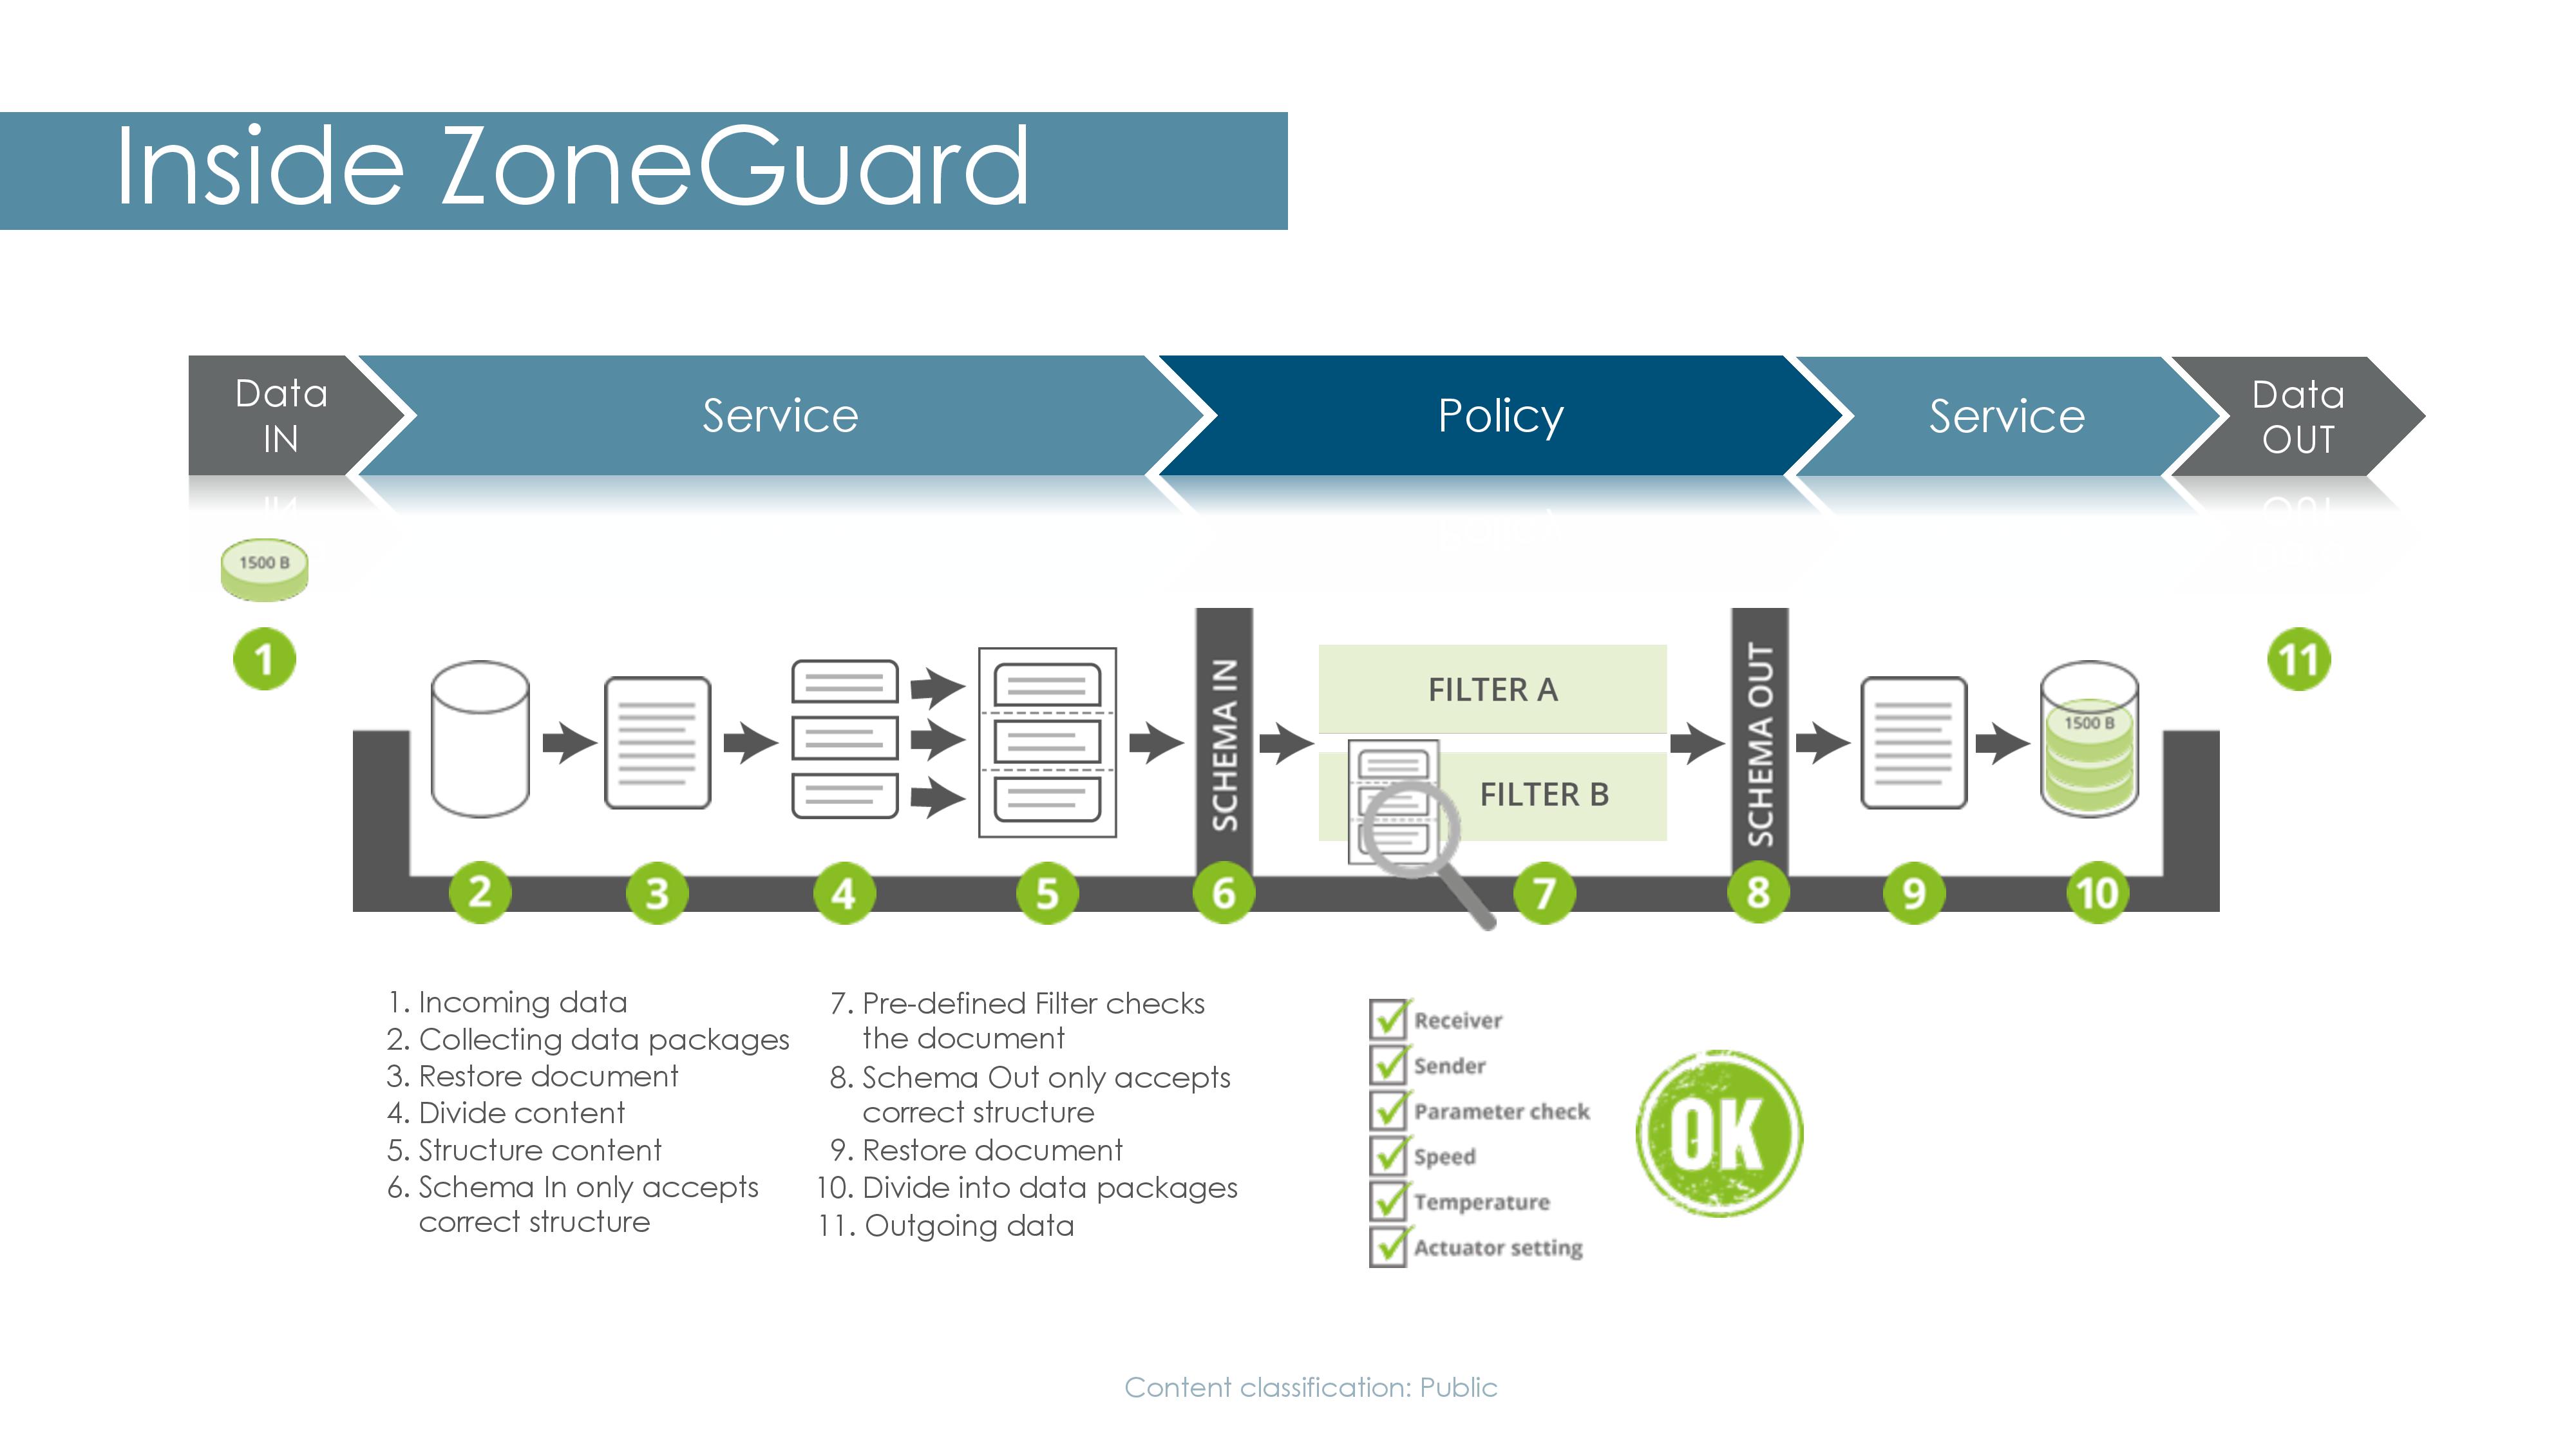 Inside ZoneGuard
Data
IN
Service
Policy
Service
Data
OUT
1500 B
1
SCHEMA IN
FILTER A
FILTER B
SCHEMA OUT
1500 B
11
2
3
4
5
6
7
8
9
10
1. Incoming data
2. Collecting data packages
3. Restore document
4. Divide content
5. Structure content
6. Schema In only accepts
correct structure
7. Pre-defined Filter checks
the document
8. Schema Out only accepts
correct structure
9. Restore document
10. Divide into data packages
11. Outgoing data
Receiver
Sender
Parameter check
Speed
Temperature
Actuator setting
OK
Content classification: Public